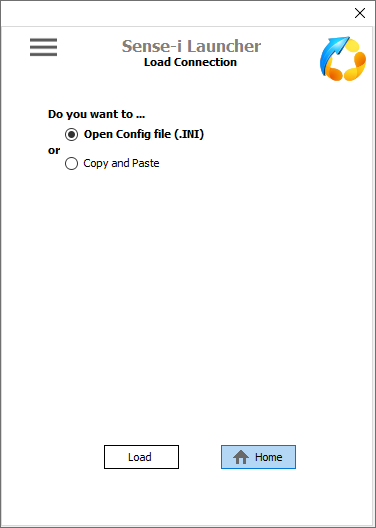 Sense-i Launcher
Load Connection
Do you want to ...
Open Config file (.INI)
or
Copy and Paste
Load
Home